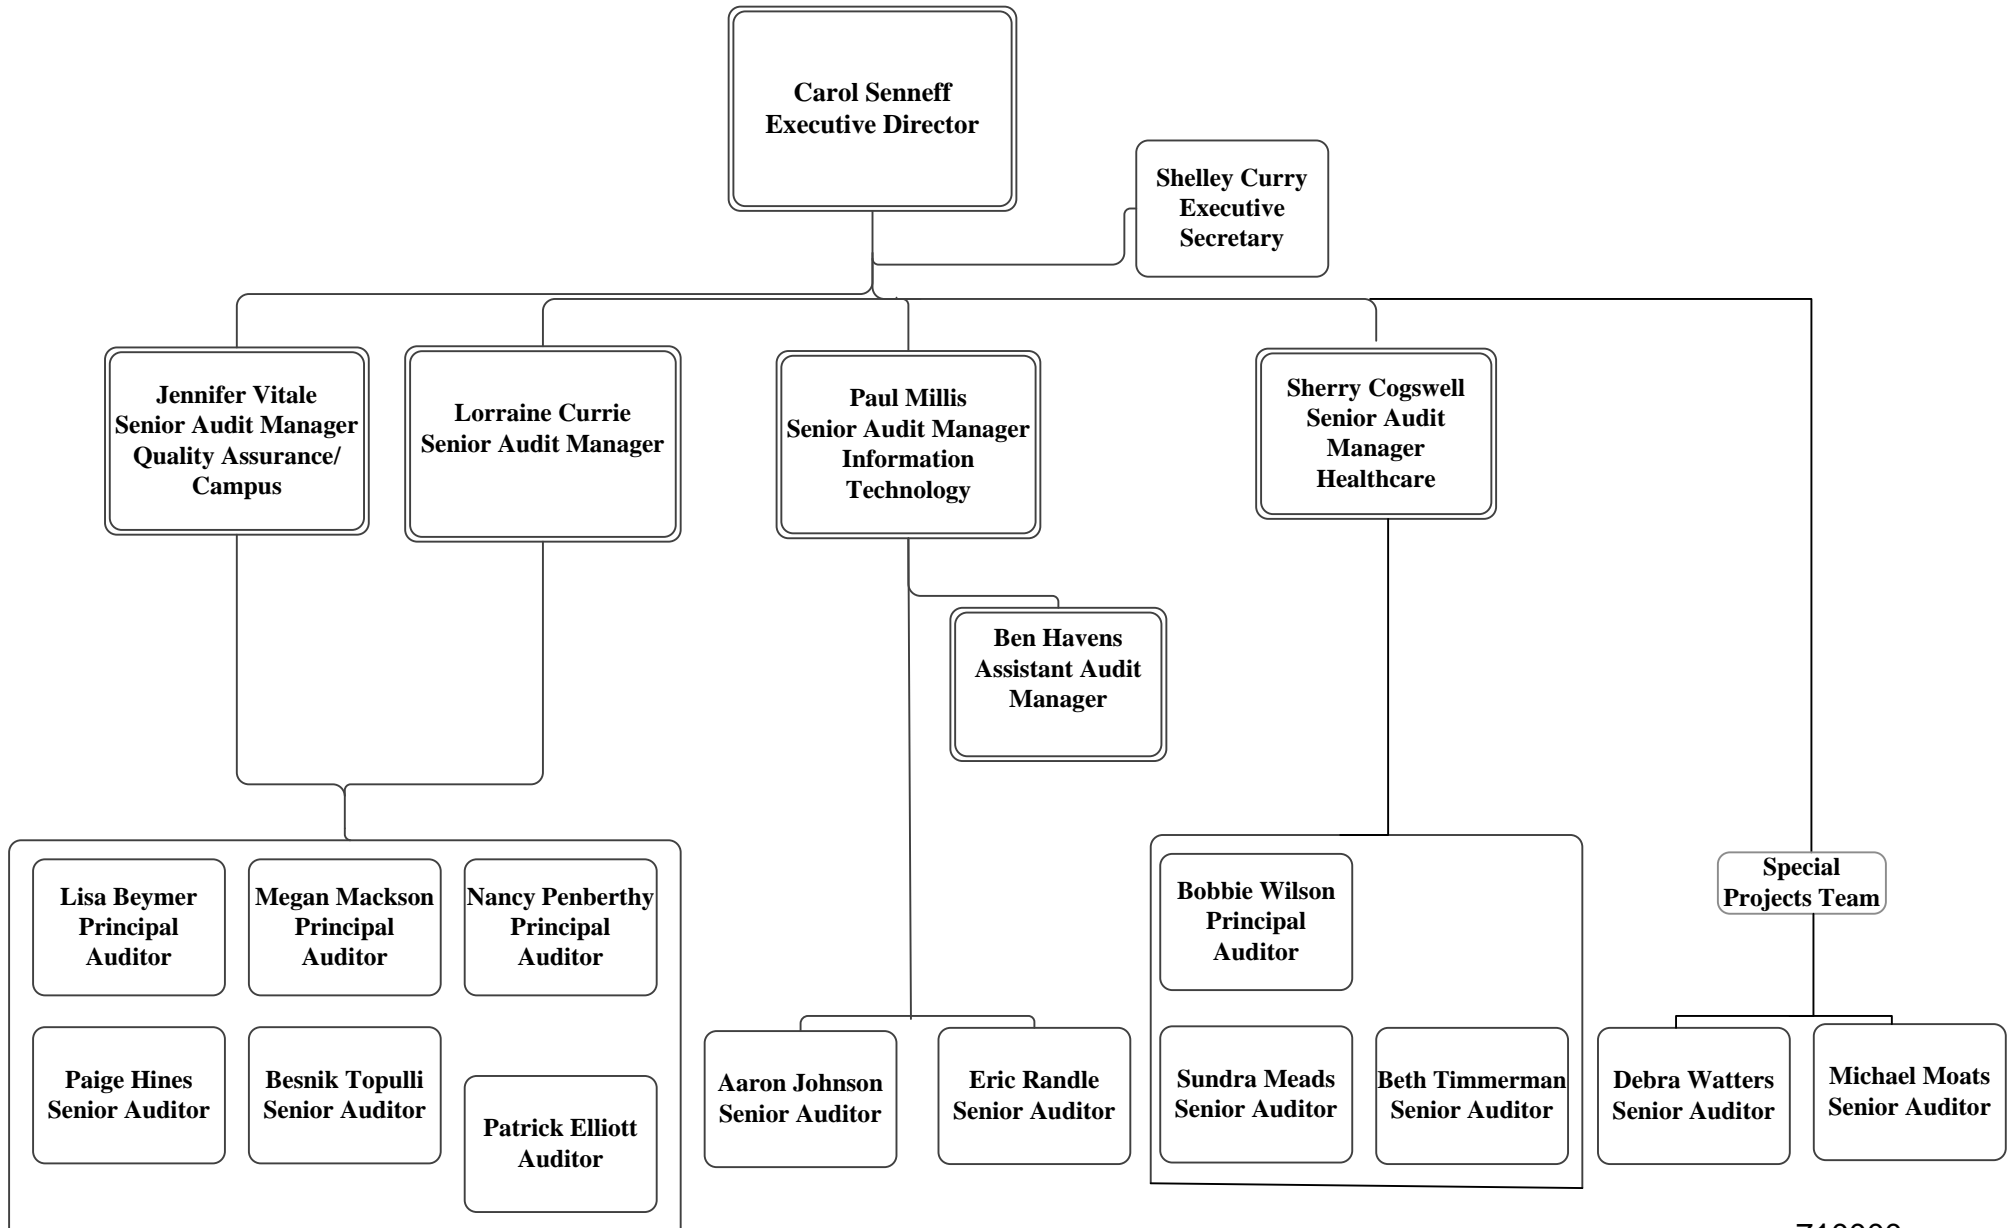 Carol Senneff
Executive Director
Shelley Curry
Executive
Secretary
Jennifer Vitale
Senior Audit Manager
Quality Assurance/
Campus
Lorraine Currie
Senior Audit Manager
Paul Millis
Senior Audit Manager
Information
Technology
Sherry Cogswell
Senior Audit
Manager
Healthcare
Ben Havens
Assistant Audit
Manager
Lisa Beymer
Principal
Auditor
Megan Mackson
Principal
Auditor
Nancy Penberthy
Principal
Auditor
Bobbie Wilson
Principal
Auditor
Special
Projects Team
Paige Hines
Senior Auditor
Besnik Topulli
Senior Auditor
Patrick Elliott
Auditor
Aaron Johnson
Senior Auditor
Eric Randle
Senior Auditor
Sundra Meads
Senior Auditor
Beth Timmerman
Senior Auditor
Debra Watters
Senior Auditor
Michael Moats
Senior Auditor